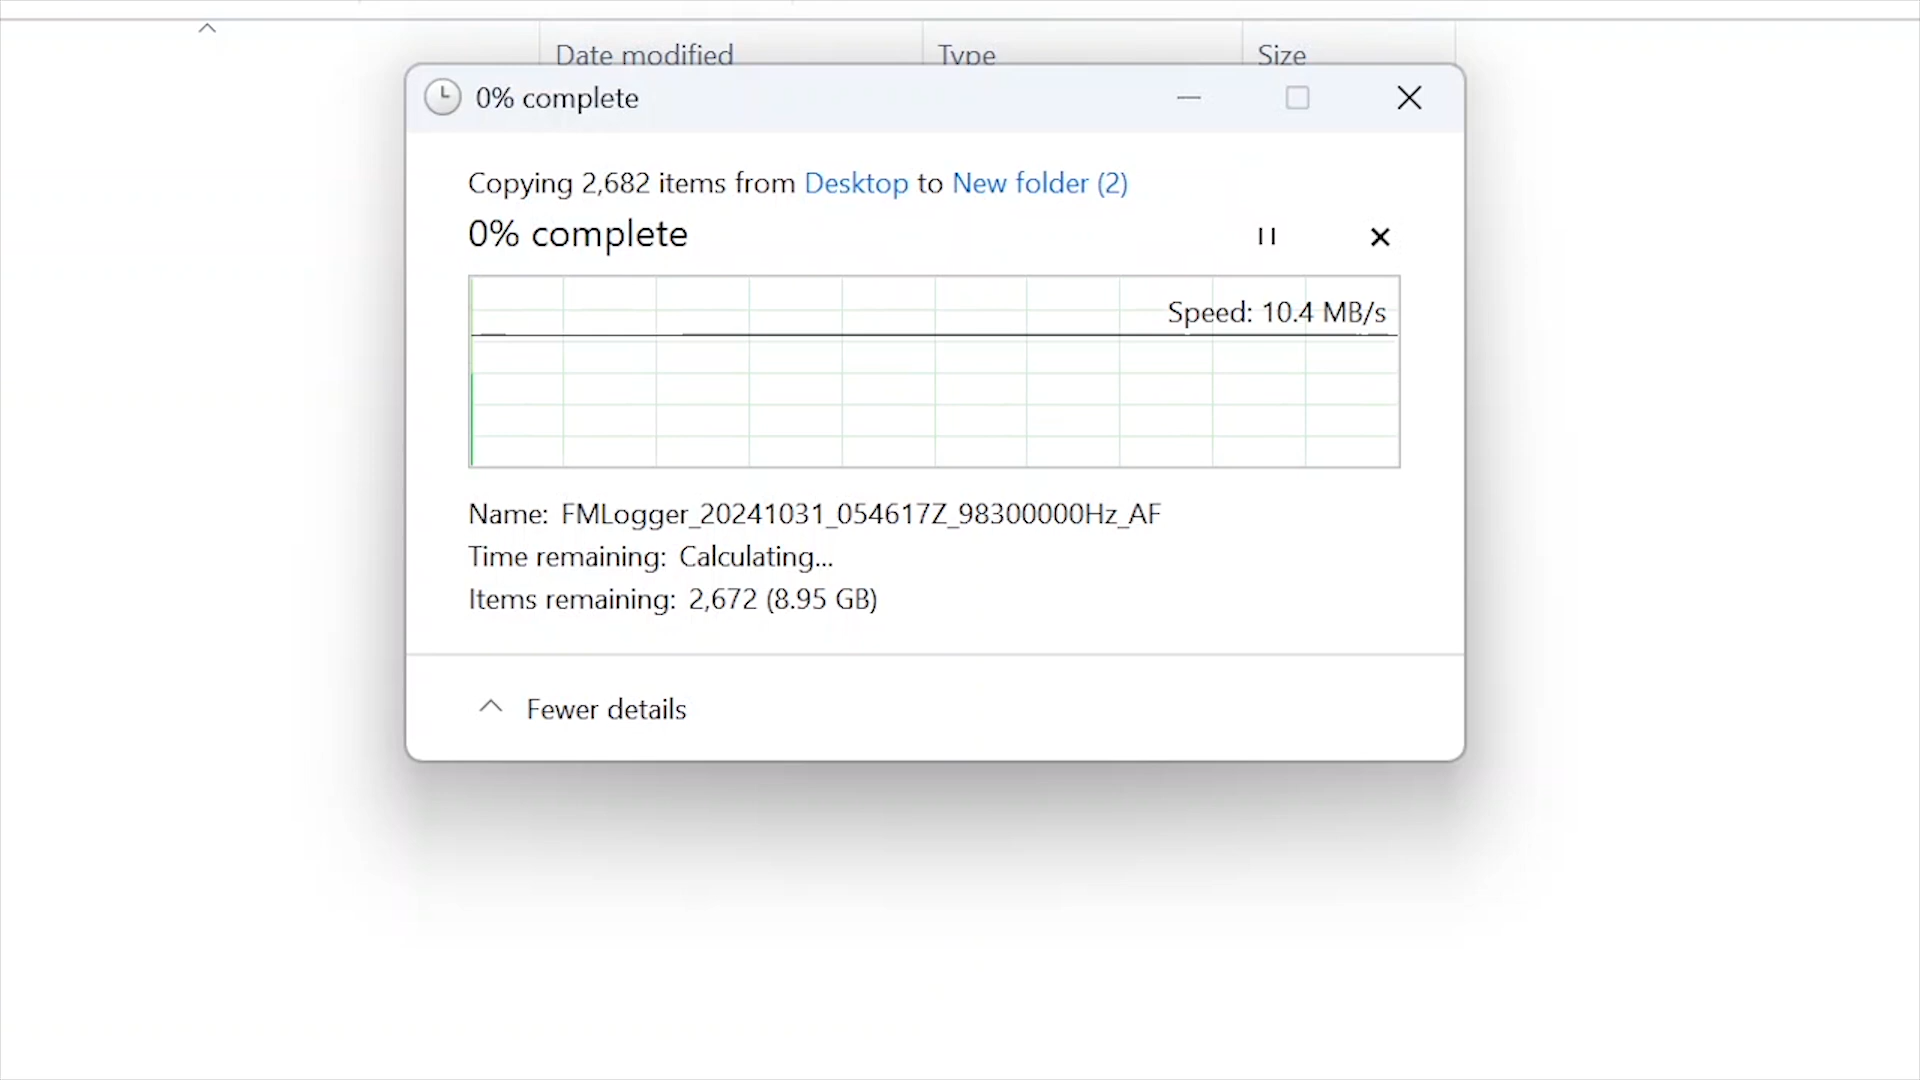 Date modified Type Size
0% complete
Copying 2,682 items from Desktop to New folder (2)
0% complete
Speed: 10.4 MB/s
Name: FMLogger_20241031_054617Z_98300000Hz_AF
Time remaining: Calculating...
Items remaining: 2,672 (8.95 GB)
Fewer details